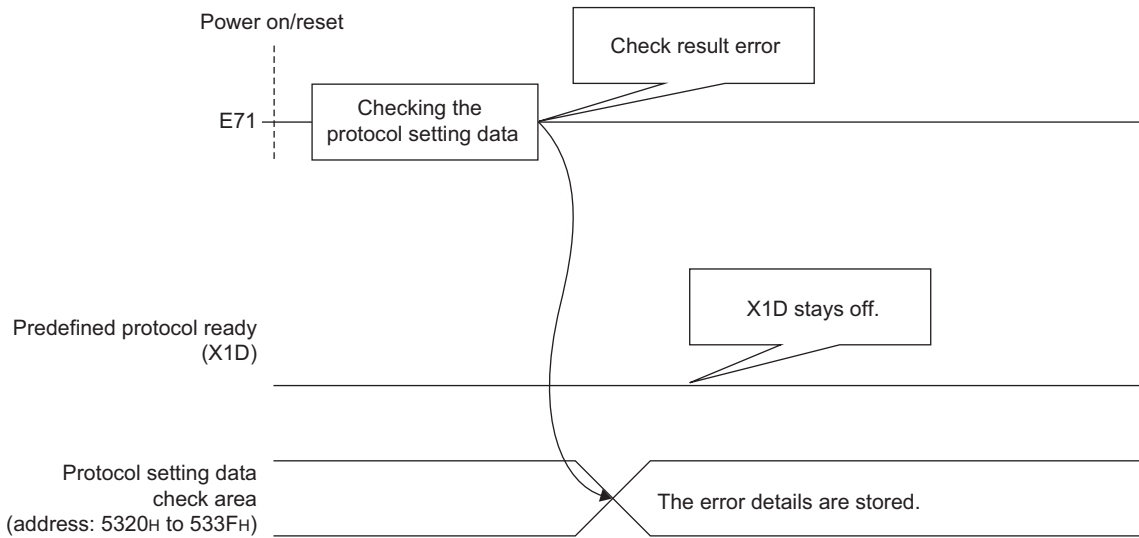 Power on/reset
Check result error
E71
Checking the
protocol setting data
X1D stays off.
Predefined protocol ready
(X1D)
Protocol setting data
check area
(address: 5320H to 533FH)
The error details are stored.